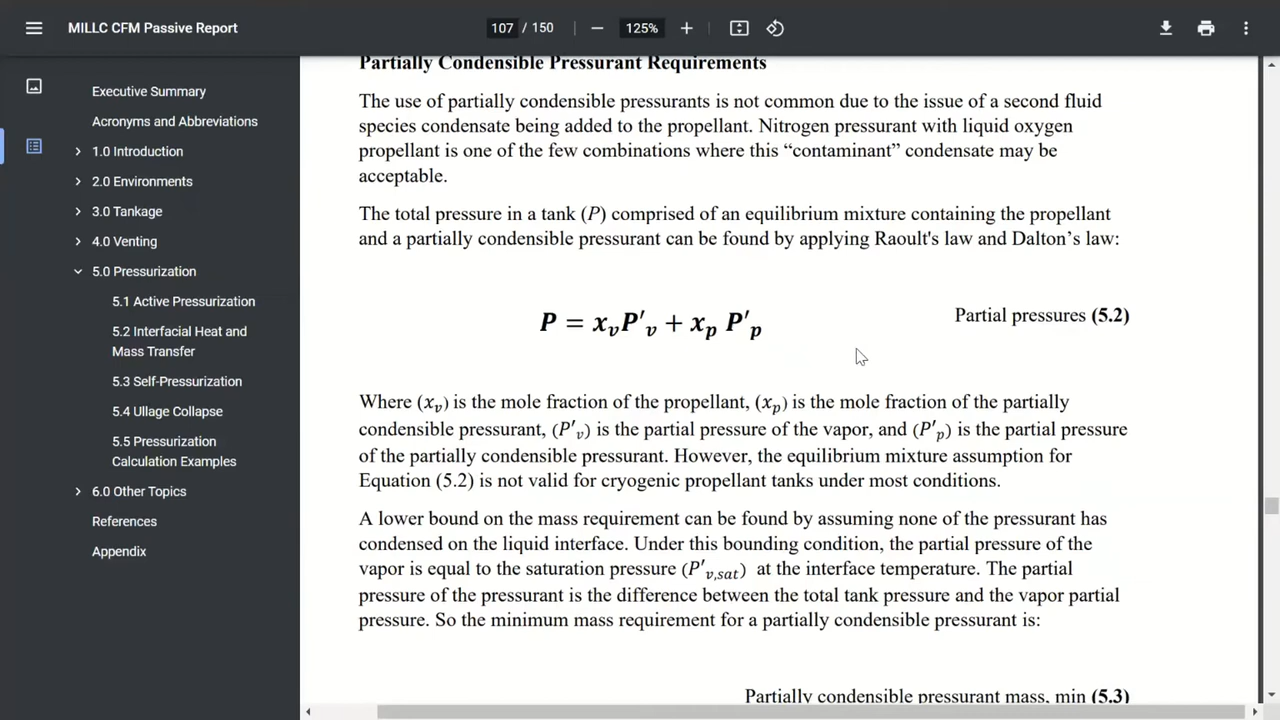 MILLC CFM Passive Report
107 / 150
125%
Executive Summary
Acronyms and Abbreviations
1.0 Introduction
2.0 Environments
3.0 Tankage
4.0 Venting
5.0 Pressurization
5.1 Active Pressurization
5.2 Interfacial Heat and
Mass Transfer
5.3 Self-Pressurization
5.4 Ullage Collapse
5.5 Pressurization
Calculation Examples
6.0 Other Topics
References
Appendix
Partially Condensible Pressurant Requirements
The use of partially condensible pressurants is not common due to the issue of a second fluid
species condensate being added to the propellant. Nitrogen pressurant with liquid oxygen
propellant is one of the few combinations where this “contaminant” condensate may be
acceptable.
The total pressure in a tank (P) comprised of an equilibrium mixture containing the propellant
and a partially condensible pressurant can be found by applying Raoult's law and Dalton’s law:
P = xᵥP′ᵥ + xₚ P′ₚ
Partial pressures (5.2)
Where (xᵥ) is the mole fraction of the propellant, (xₚ) is the mole fraction of the partially
condensible pressurant, (P′ᵥ) is the partial pressure of the vapor, and (P′ₚ) is the partial pressure
of the partially condensible pressurant. However, the equilibrium mixture assumption for
Equation (5.2) is not valid for cryogenic propellant tanks under most conditions.
A lower bound on the mass requirement can be found by assuming none of the pressurant has
condensed on the liquid interface. Under this bounding condition, the partial pressure of the
vapor is equal to the saturation pressure (P′v,sat) at the interface temperature. The partial
pressure of the pressurant is the difference between the total tank pressure and the vapor partial
pressure. So the minimum mass requirement for a partially condensible pressurant is:
Partially condensible pressurant mass, min (5.3)